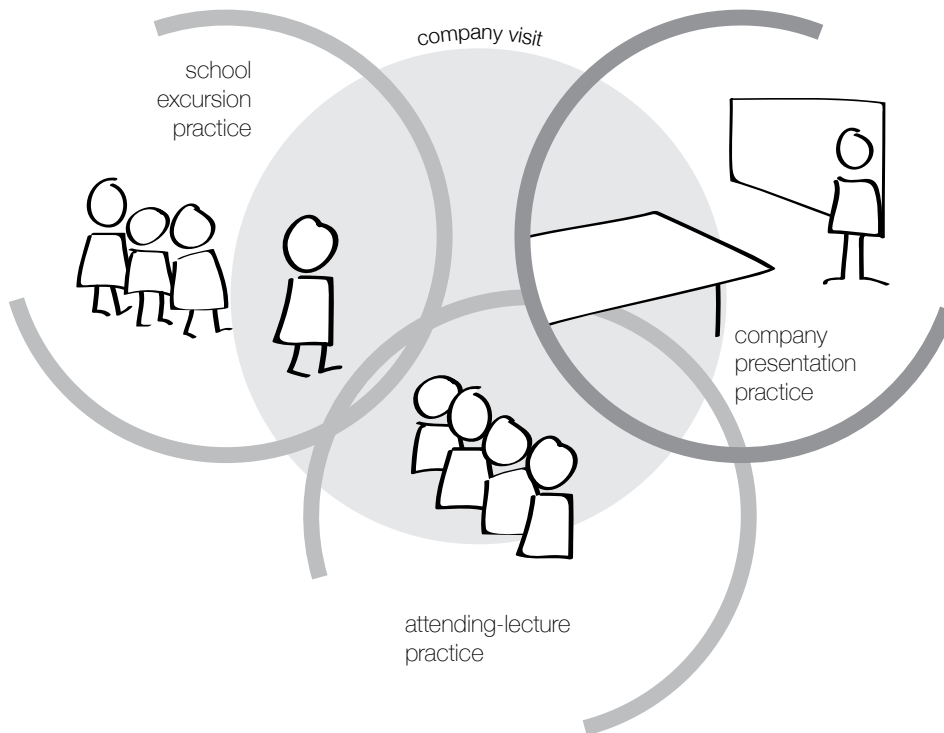 company visit
school
excursion
practice
company
presentation
practice
attending-lecture
practice